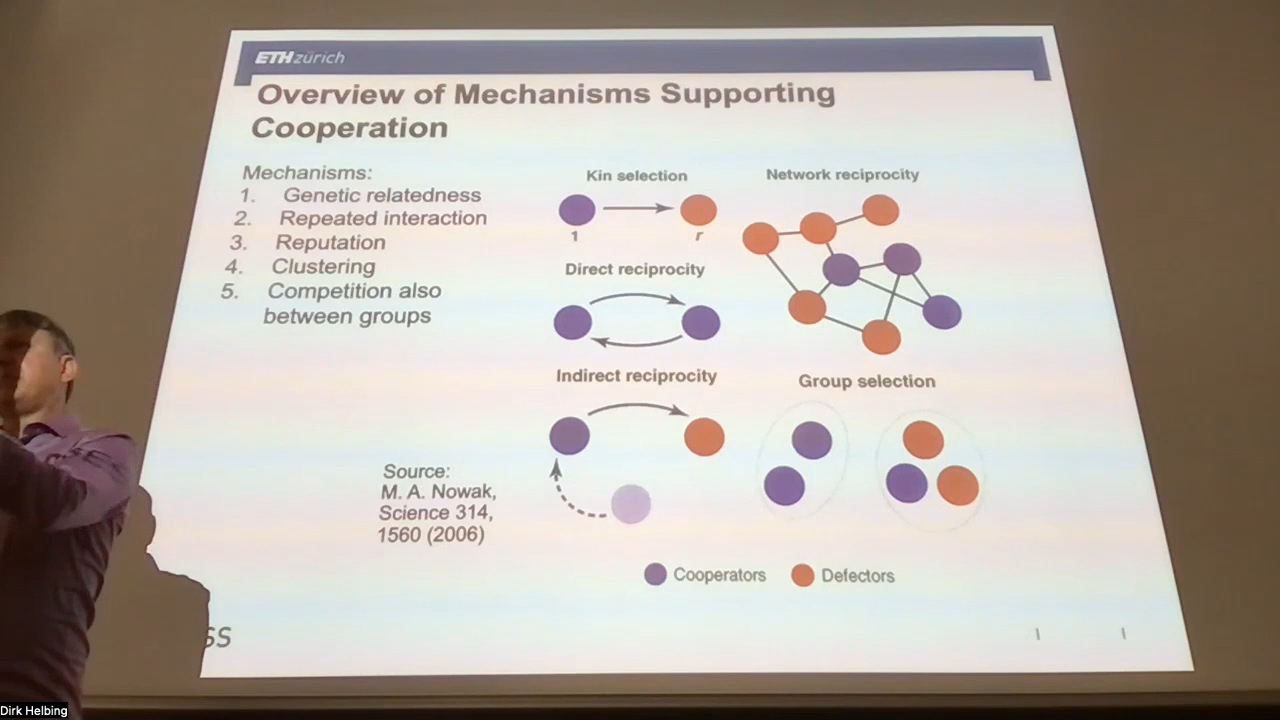 ETH zürich
Overview of Mechanisms Supporting
Cooperation
Mechanisms:
1. Genetic relatedness
2. Repeated interaction
3. Reputation
4. Clustering
5. Competition also
between groups
Source:
M. A. Nowak,
Science 314,
1560 (2006)
Kin selection
1
r
Direct reciprocity
Indirect reciprocity
Network reciprocity
Group selection
Cooperators
Defectors
SS
Dirk Helbing